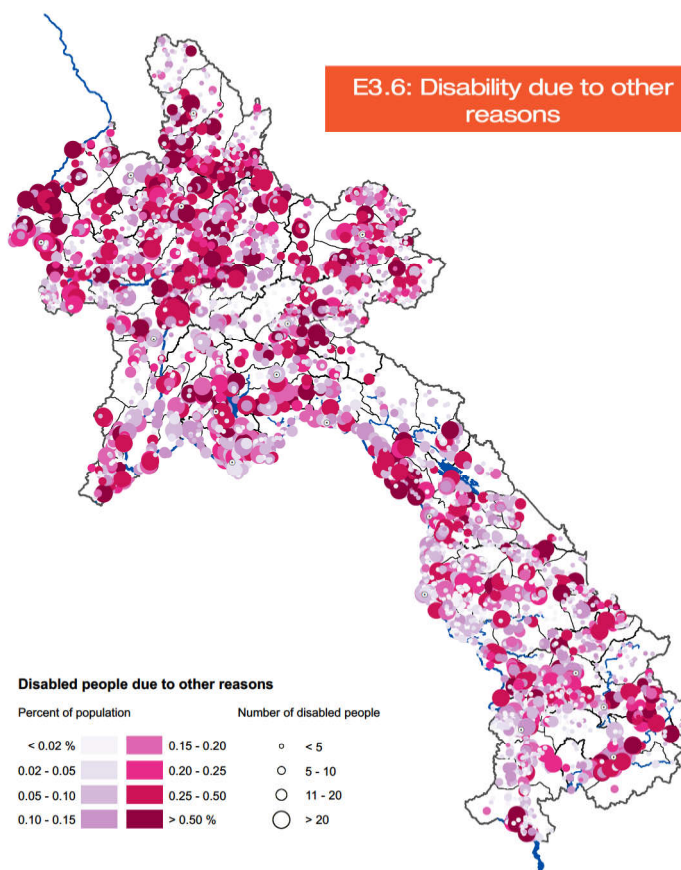 E3.6: Disability due to other
reasons
Disabled people due to other reasons
Percent of population
Number of disabled people
< 0.02 %
0.15 - 0.20
< 5
0.02 - 0.05
0.20 - 0.25
5 - 10
0.05 - 0.10
0.25 - 0.50
11 - 20
0.10 - 0.15
> 0.50 %
> 20